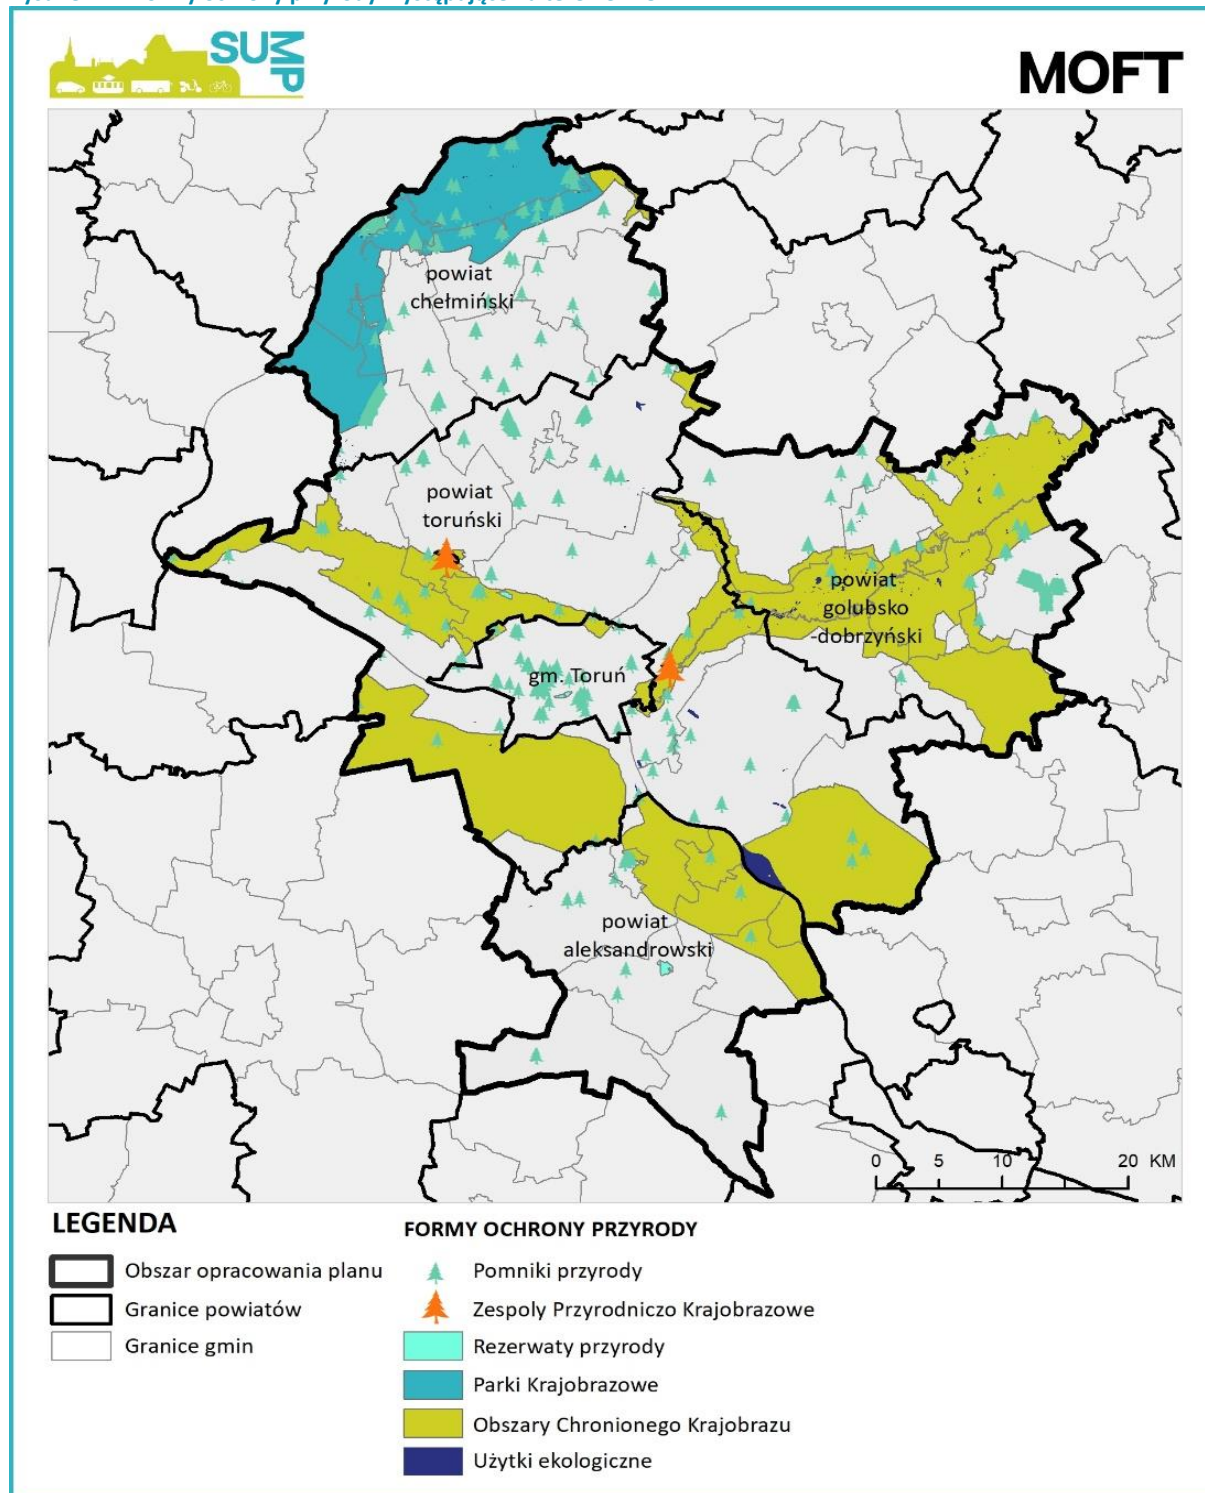 SUMP
MOFT
powiat
chełmiński
powiat
toruński
powiat
golubsko
-dobrzyński
gm. Toruń
powiat
aleksandrowski
0 5 10 20 KM
LEGENDA
Obszar opracowania planu
Granice powiatów
Granice gmin
FORMY OCHRONY PRZYRODY
Pomniki przyrody
Zespoly Przyrodniczo Krajobrazowe
Rezerwaty przyrody
Parki Krajobrazowe
Obszary Chronionego Krajobrazu
Użytki ekologiczne